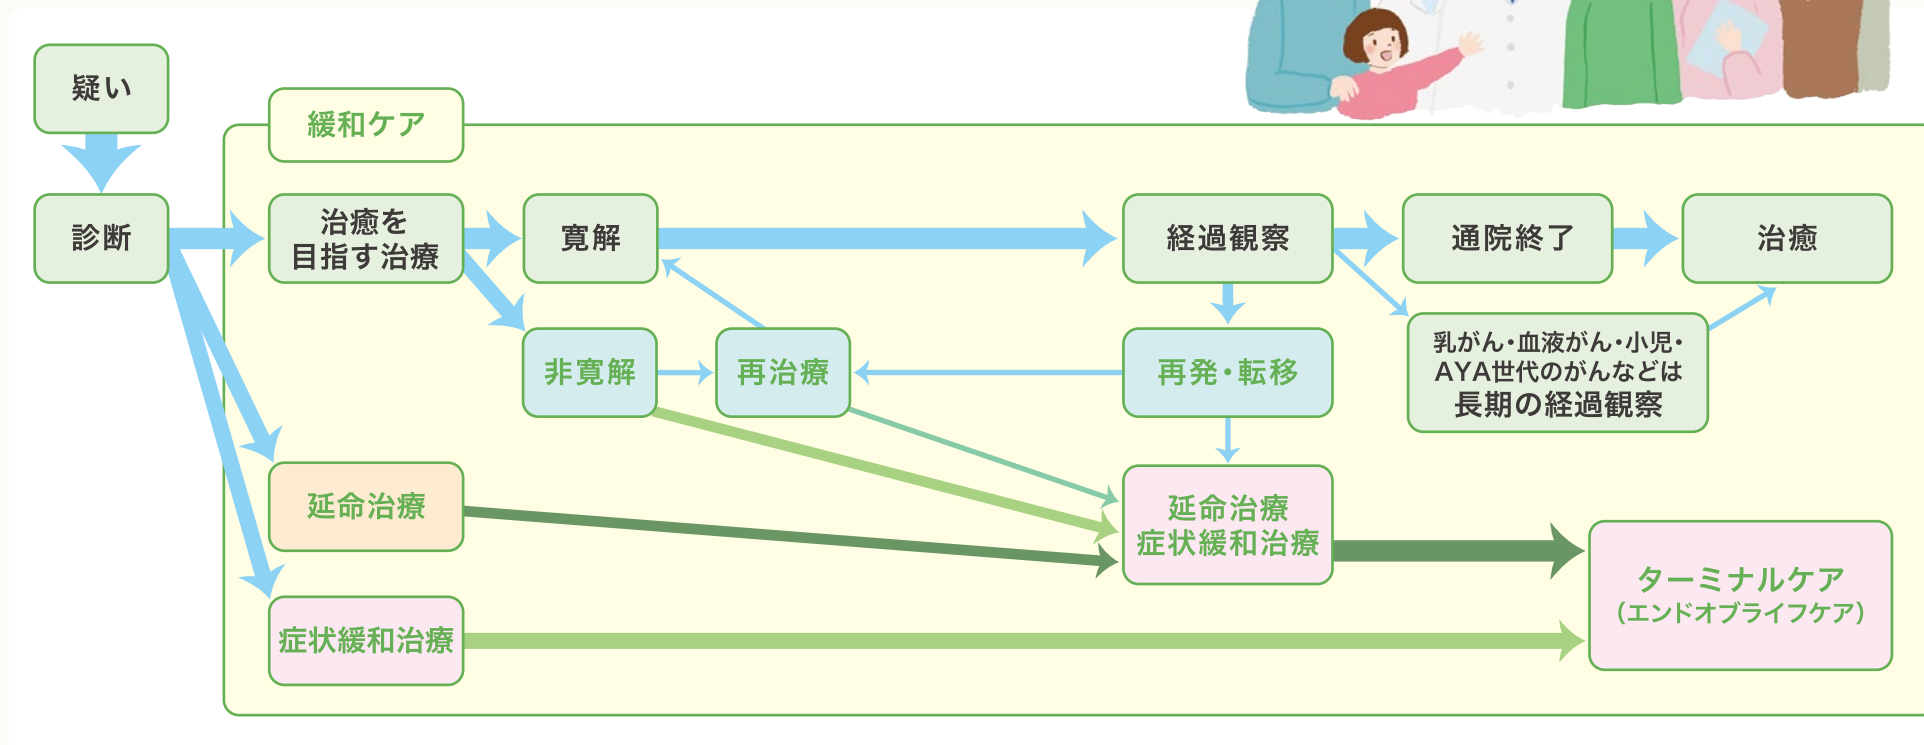 疑い
緩和ケア
診断
治癒を
目指す治療
寛解
経過観察
通院終了
治癒
非寛解
再治療
再発・転移
乳がん・血液がん・小児・
AYA世代のがんなどは
長期の経過観察
延命治療
延命治療
症状緩和治療
ターミナルケア
（エンドオブライフケア）
症状緩和治療